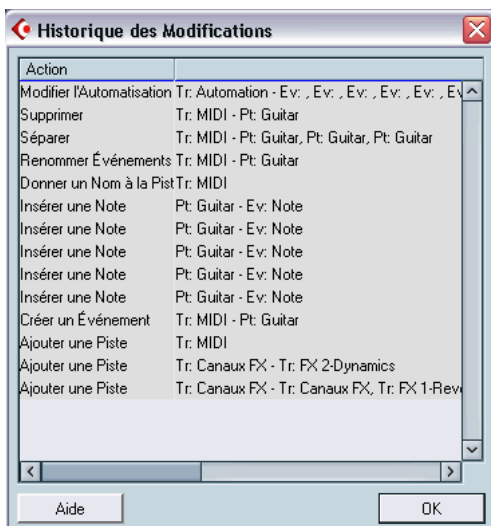 Historique des Modifications
Action
Modifier l'Automatisation Tr: Automation - Ev: , Ev: , Ev: , Ev: , Ev: , Ev
Supprimer Tr: MIDI - Pt: Guitar
Séparer Tr: MIDI - Pt: Guitar, Pt: Guitar, Pt: Guitar
Renommer Événements Tr: MIDI - Pt: Guitar
Donner un Nom à la Pist Tr: MIDI
Insérer une Note Pt: Guitar - Ev: Note
Insérer une Note Pt: Guitar - Ev: Note
Insérer une Note Pt: Guitar - Ev: Note
Insérer une Note Pt: Guitar - Ev: Note
Insérer une Note Pt: Guitar - Ev: Note
Créer un Événement Tr: MIDI - Pt: Guitar
Ajouter une Piste Tr: MIDI
Ajouter une Piste Tr: Canaux FX - Tr: FX 2-Dynamics
Ajouter une Piste Tr: Canaux FX - Tr: Canaux FX, Tr: FX 1-Reve
Aide OK